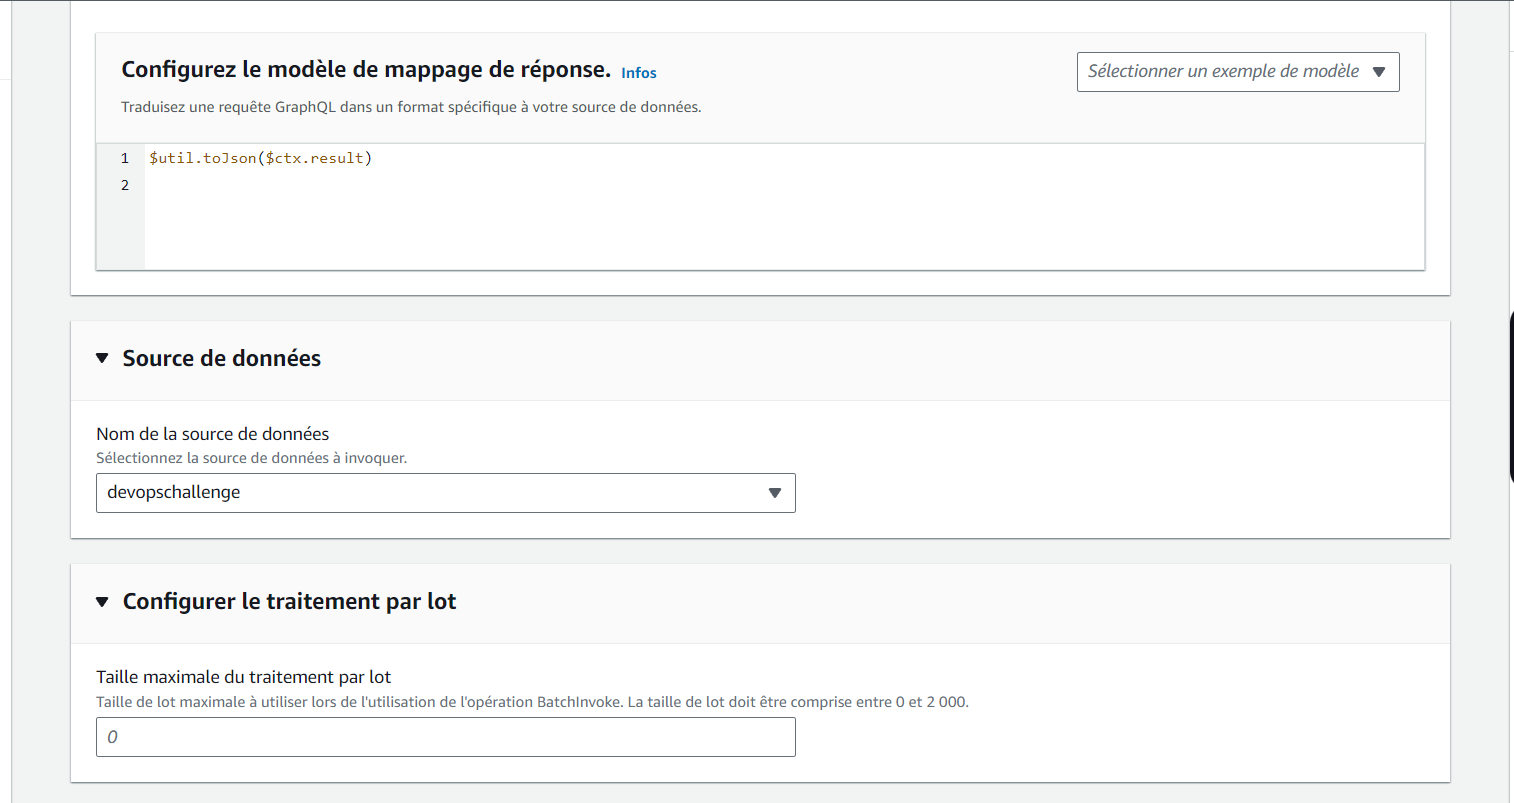 Configurez le modèle de mappage de réponse. Infos
Sélectionner un exemple de modèle
Traduisez une requête GraphQL dans un format spécifique à votre source de données.
1 $util.toJson($ctx.result)
2
Source de données
Nom de la source de données
Sélectionnez la source de données à invoquer.
devopschallenge
Configurer le traitement par lot
Taille maximale du traitement par lot
Taille de lot maximale à utiliser lors de l'utilisation de l'opération BatchInvoke. La taille de lot doit être comprise entre 0 et 2 000.
0